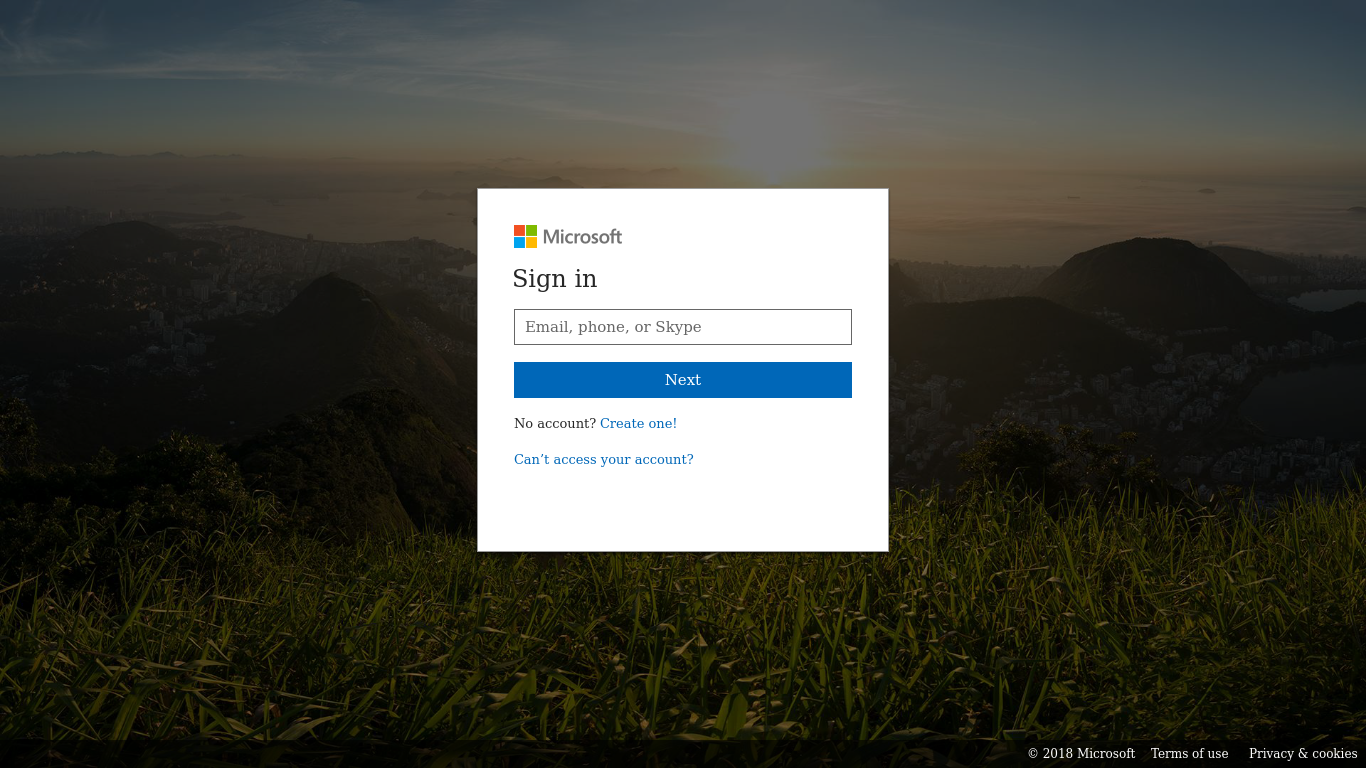 Microsoft
Sign in
Email, phone, or Skype
Next
No account? Create one!
Can’t access your account?
© 2018 Microsoft Terms of use Privacy & cookies